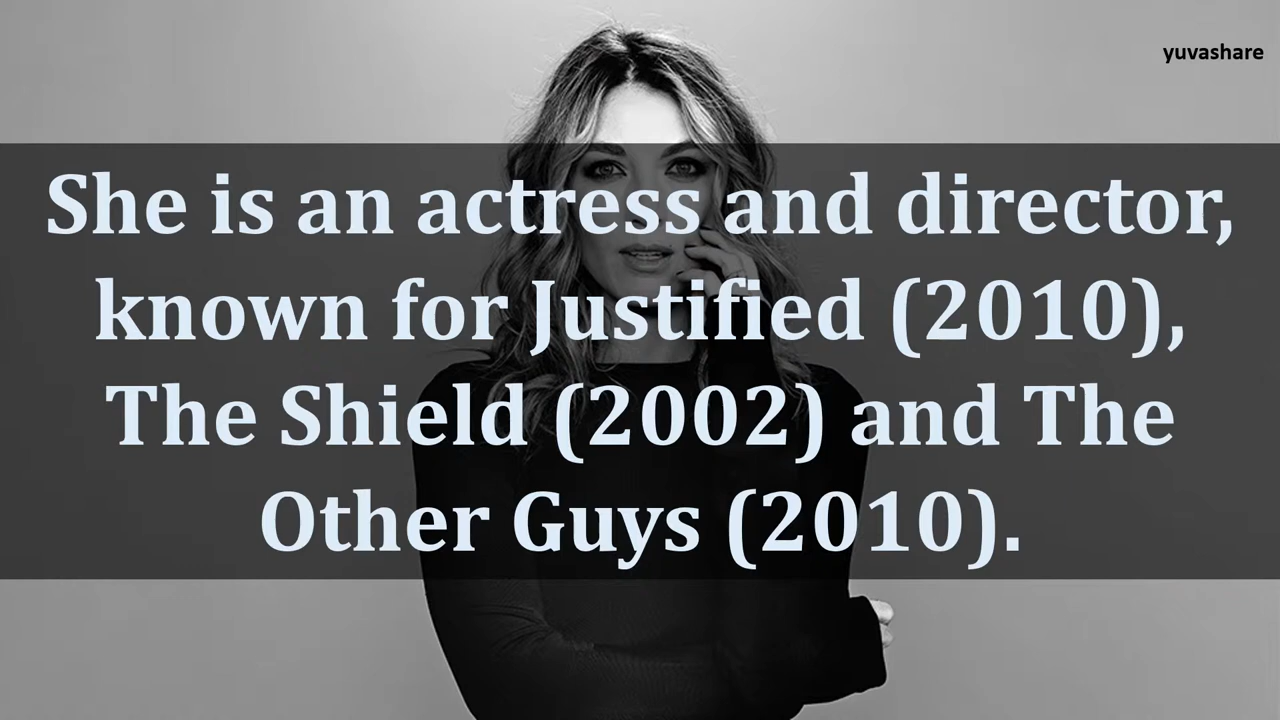 yuvashare
She is an actress and director,
known for Justified (2010),
The Shield (2002) and The
Other Guys (2010).